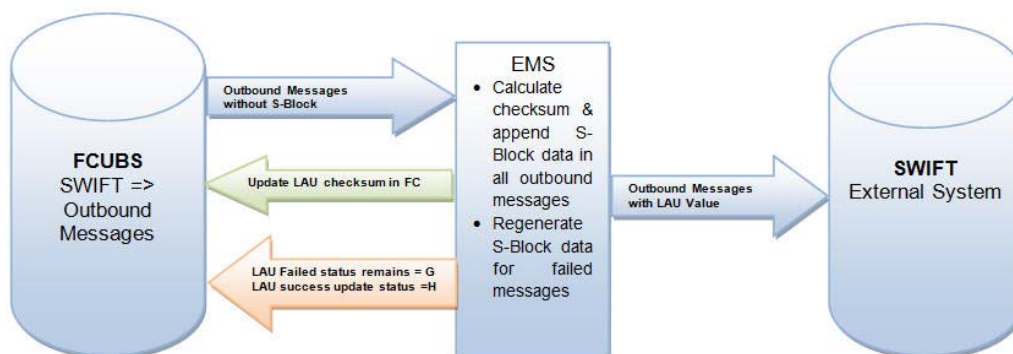 FCUBS
SWIFT =>
Outbound
Messages
Outbound Messages
without S-Block
Update LAU checksum in FC
LAU Failed status remains = G
LAU success update status =H
EMS
• Calculate
checksum &
append S-
Block data in
all outbound
messages
• Regenerate
S-Block data
for failed
messages
Outbound Messages
with LAU Value
SWIFT
External System